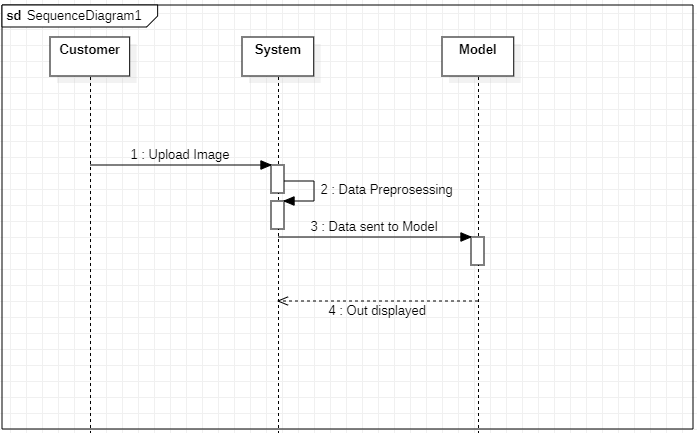 sd SequenceDiagram1
Customer
System
Model
1 : Upload Image
2 : Data Preprosessing
3 : Data sent to Model
4 : Out displayed